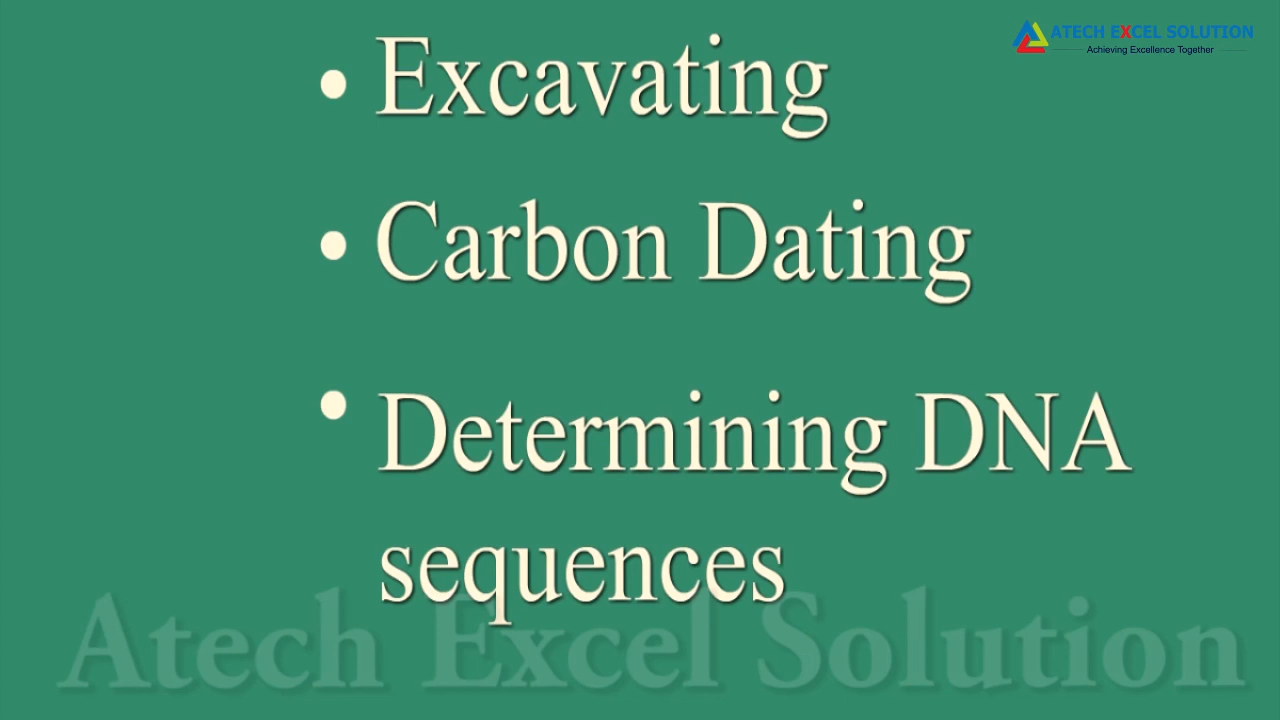 ATECH EXCEL SOLUTION
Achieving Excellence Together
• Excavating
• Carbon Dating
• Determining DNA
sequences
Atech Excel Solution